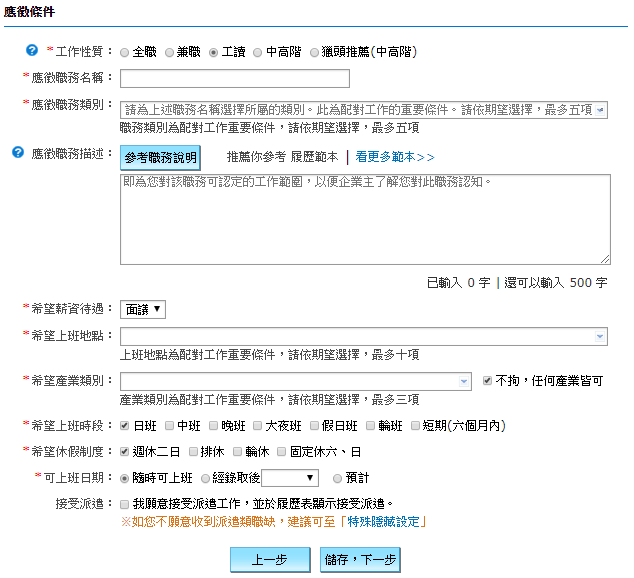 應徵條件
*工作性質： 全職 兼職 工讀 中高階 獵頭推薦(中高階)
*應徵職務名稱：
*應徵職務類別： 請為上述職務名稱選擇所屬的類別。此為配對工作的重要條件。請依期望選擇，最多五項
職務類別為配對工作重要條件，請依期望選擇，最多五項
應徵職務描述： 參考職務說明 推薦你參考 履歷範本 | 看更多範本>>
即為您對該職務可認定的工作範圍，以便企業主了解您對此職務認知。
已輸入 0 字 | 還可以輸入 500 字
*希望薪資待遇： 面議
*希望上班地點：
上班地點為配對工作重要條件，請依期望選擇，最多十項
*希望產業類別： 不拘，任何產業皆可
產業類別為配對工作重要條件，請依期望選擇，最多三項
*希望上班時段： 日班 中班 晚班 大夜班 假日班 輪班 短期(六個月內)
*希望休假制度： 週休二日 排休 輪休 固定休六、日
*可上班日期： 隨時可上班 經錄取後 預計
接受派遣： 我願意接受派遣工作，並於履歷表顯示接受派遣。
※如您不願意收到派遣類職缺，建議可至「特殊隱藏設定」
上一步 儲存，下一步